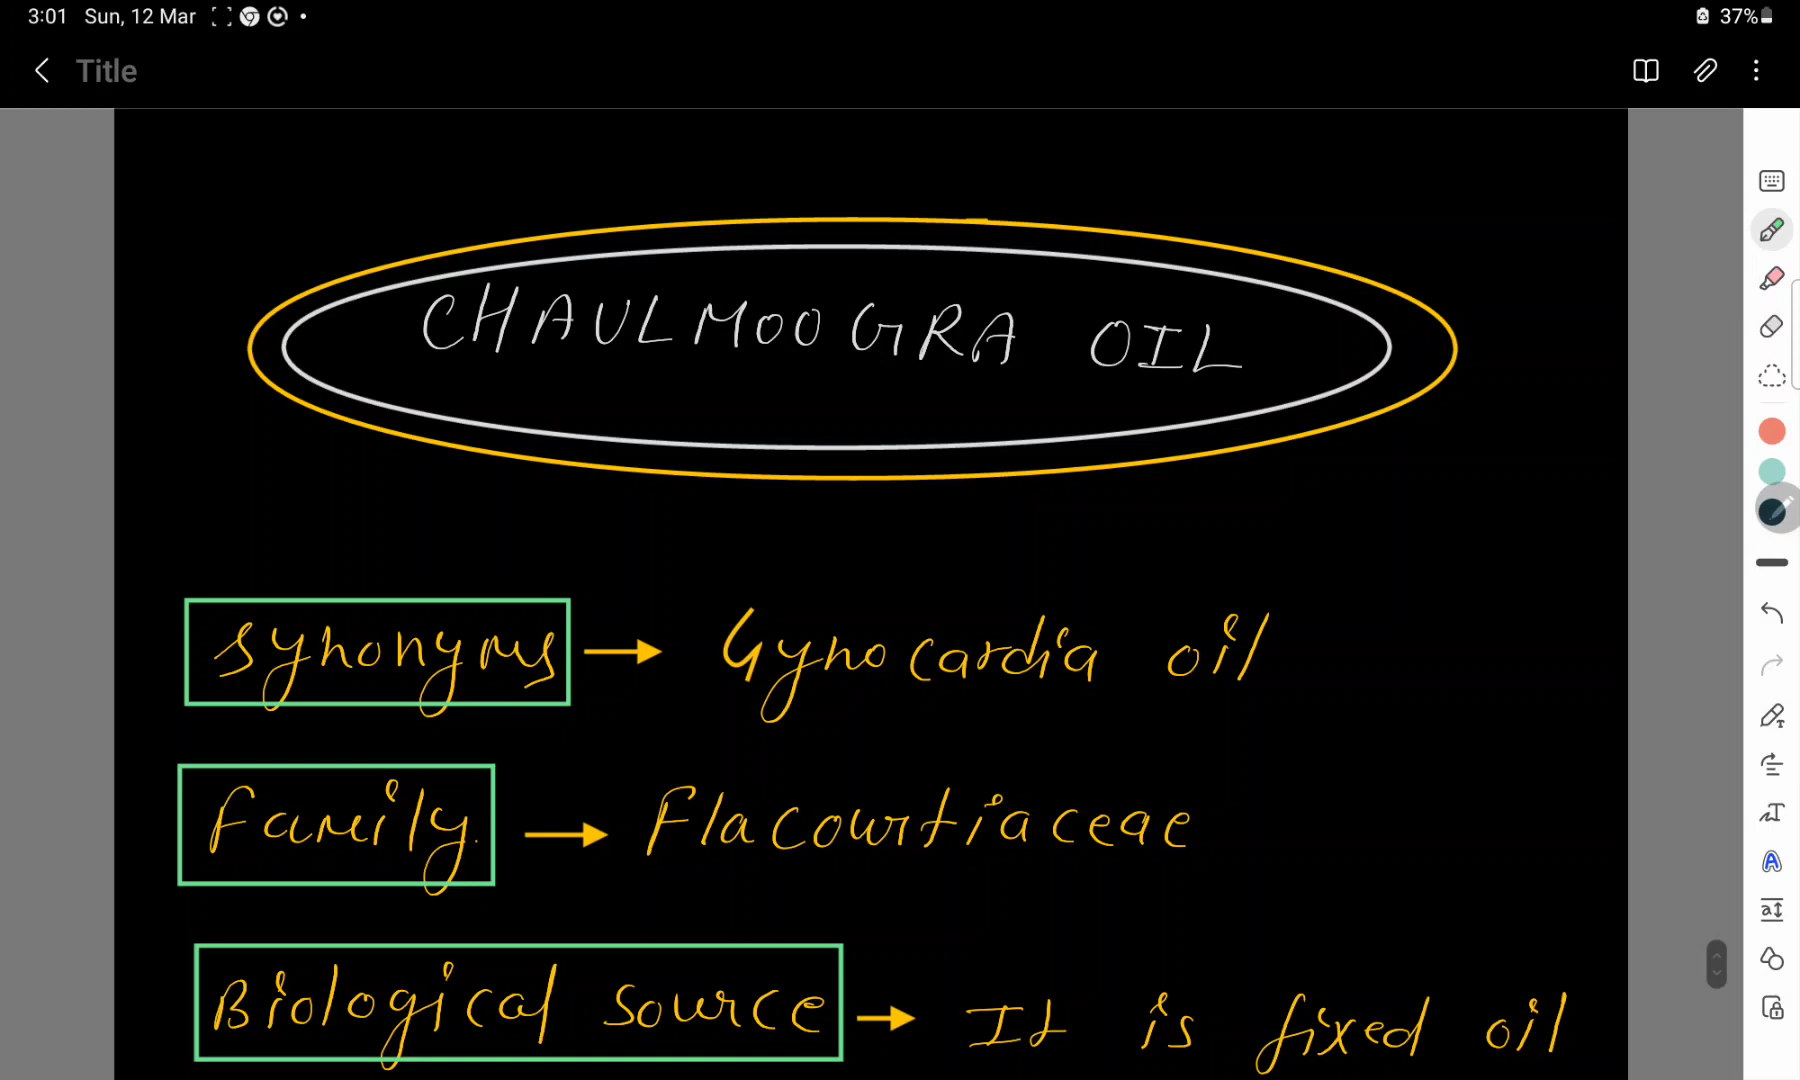 3:01 Sun, 12 Mar
37%
Title
CHAULMOOGRA OIL
Synonyms → Gynocardia oil
Family. → Flacourtiaceae
Biological source → It is fixed oil